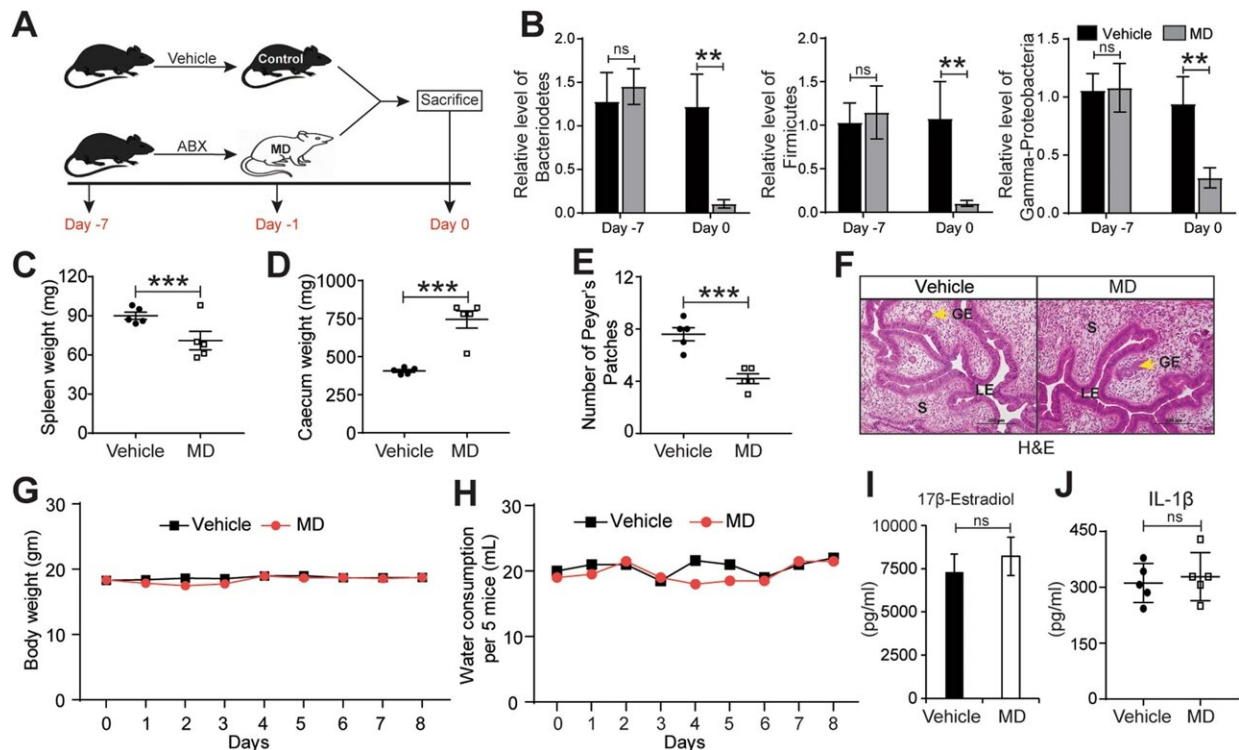 A
Vehicle
Control
Sacrifice
ABX
MD
Day -7
Day -1
Day 0
B
Vehicle
MD
Relative level of
Bacteriodetes
2.0
1.5
1.0
0.5
0.0
ns
**
Day -7
Day 0
Relative level of
Firmicutes
2.0
1.5
1.0
0.5
0.0
ns
**
Day -7
Day 0
Relative level of
Gamma-Proteobacteria
1.5
1.0
0.5
0.0
ns
**
Day -7
Day 0
C
Spleen weight (mg)
120
90
60
30
0
***
Vehicle
MD
D
Caecum weight (mg)
1000
750
500
250
0
***
Vehicle
MD
E
Number of Peyer's
Patches
12
8
4
0
***
Vehicle
MD
F
Vehicle
MD
GE
S
LE
S
GE
LE
H&E
G
Body weight (gm)
30
20
10
0
Vehicle
MD
0 1 2 3 4 5 6 7 8
Days
H
Water consumption
per 5 mice (mL)
30
20
10
0
Vehicle
MD
0 1 2 3 4 5 6 7 8
Days
I
17β-Estradiol
(pg/ml)
10000
7500
5000
2500
0
ns
Vehicle
MD
J
IL-1β
(pg/ml)
450
300
150
0
ns
Vehicle
MD